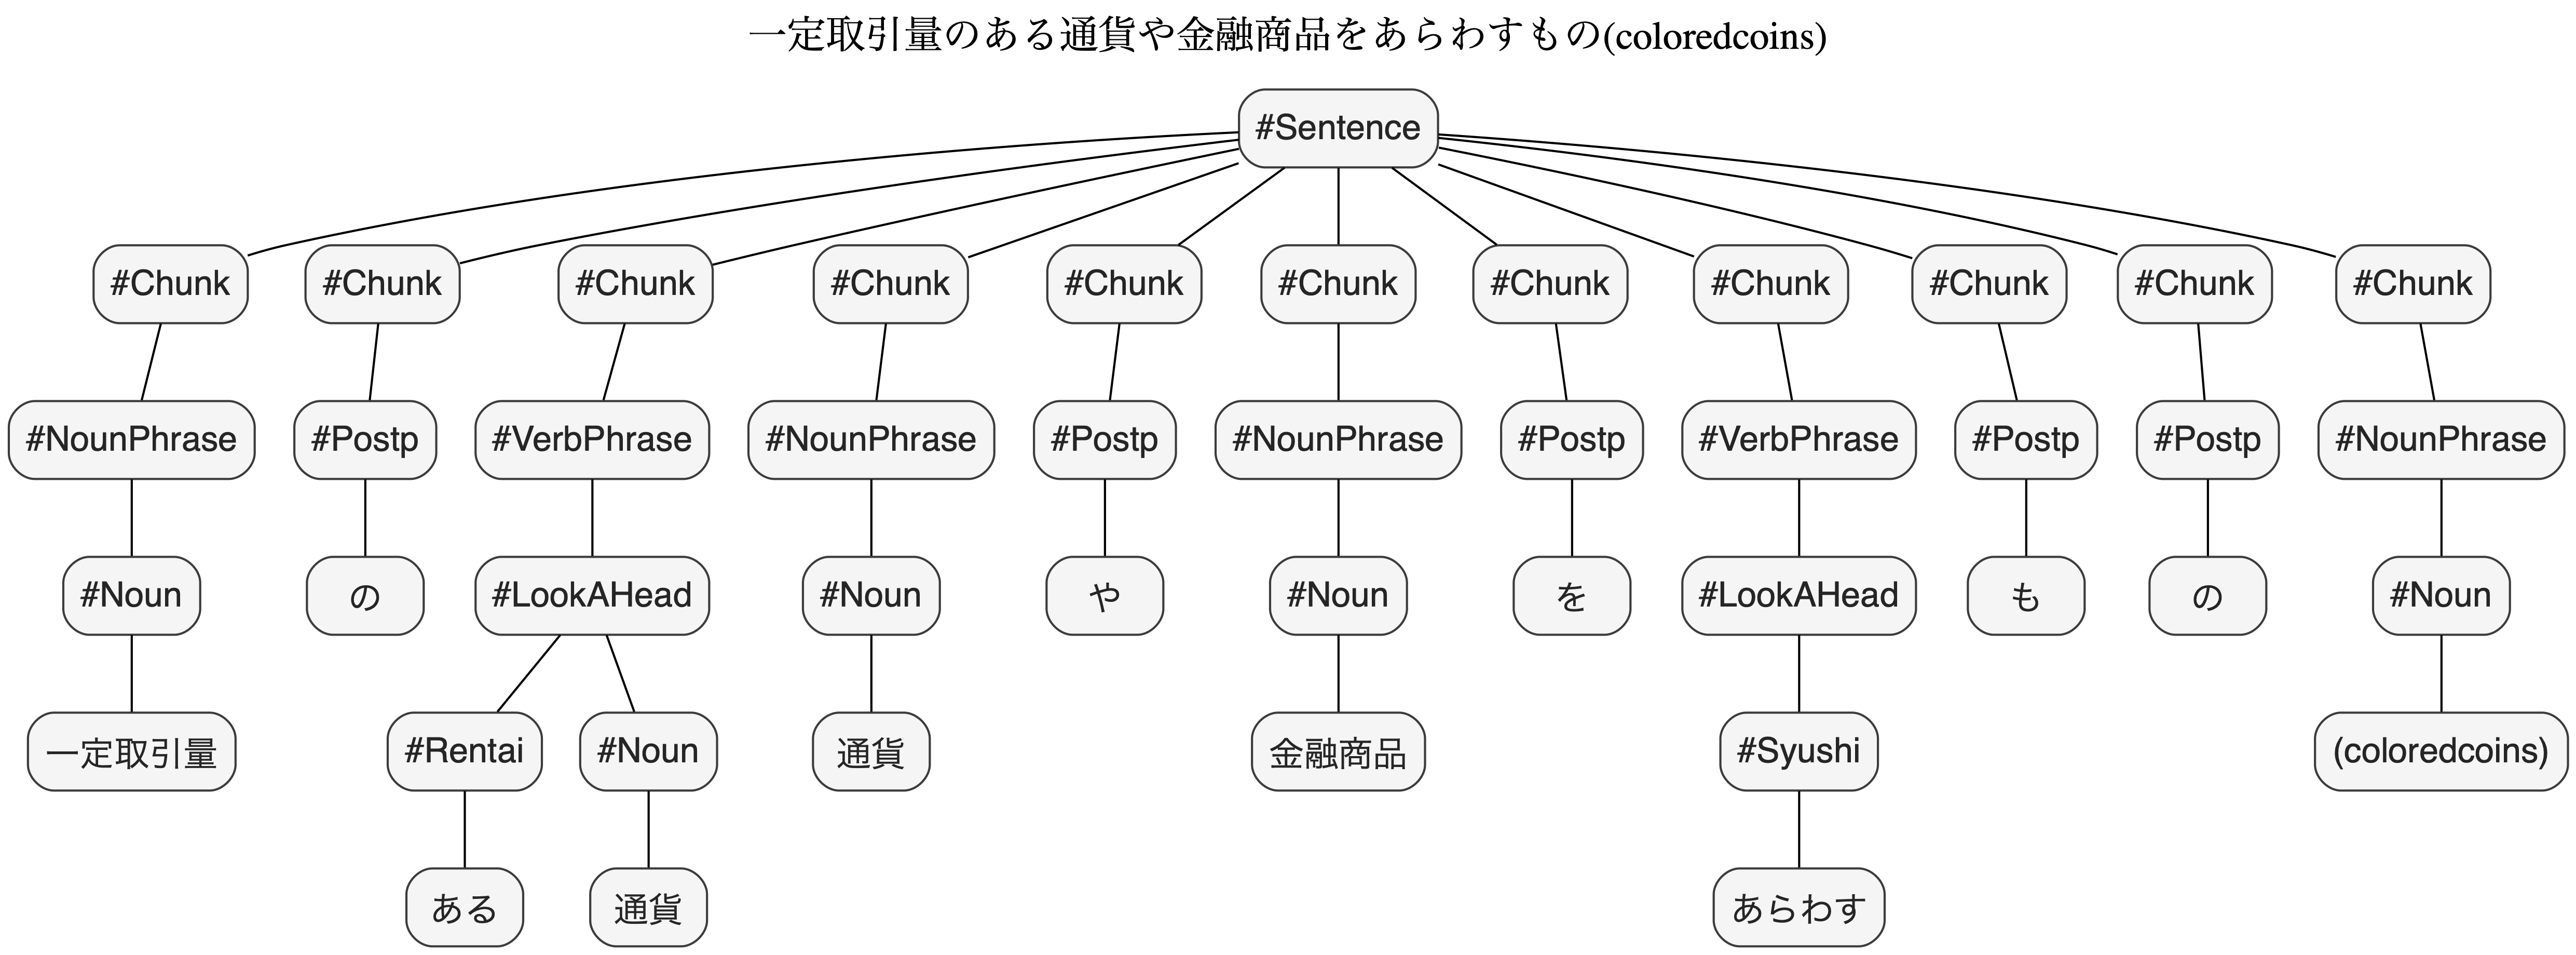 一定取引量のある通貨や金融商品をあらわすもの(coloredcoins)
#Sentence
#Chunk #Chunk #Chunk #Chunk #Chunk #Chunk #Chunk #Chunk #Chunk #Chunk #Chunk
#NounPhrase #Postp #VerbPhrase #NounPhrase #Postp #NounPhrase #Postp #VerbPhrase #Postp #Postp #NounPhrase
#Noun の #LookAHead #Noun や #Noun を #LookAHead も の #Noun
一定取引量 #Rentai #Noun 通貨 金融商品 #Syushi (coloredcoins)
ある 通貨 あらわす